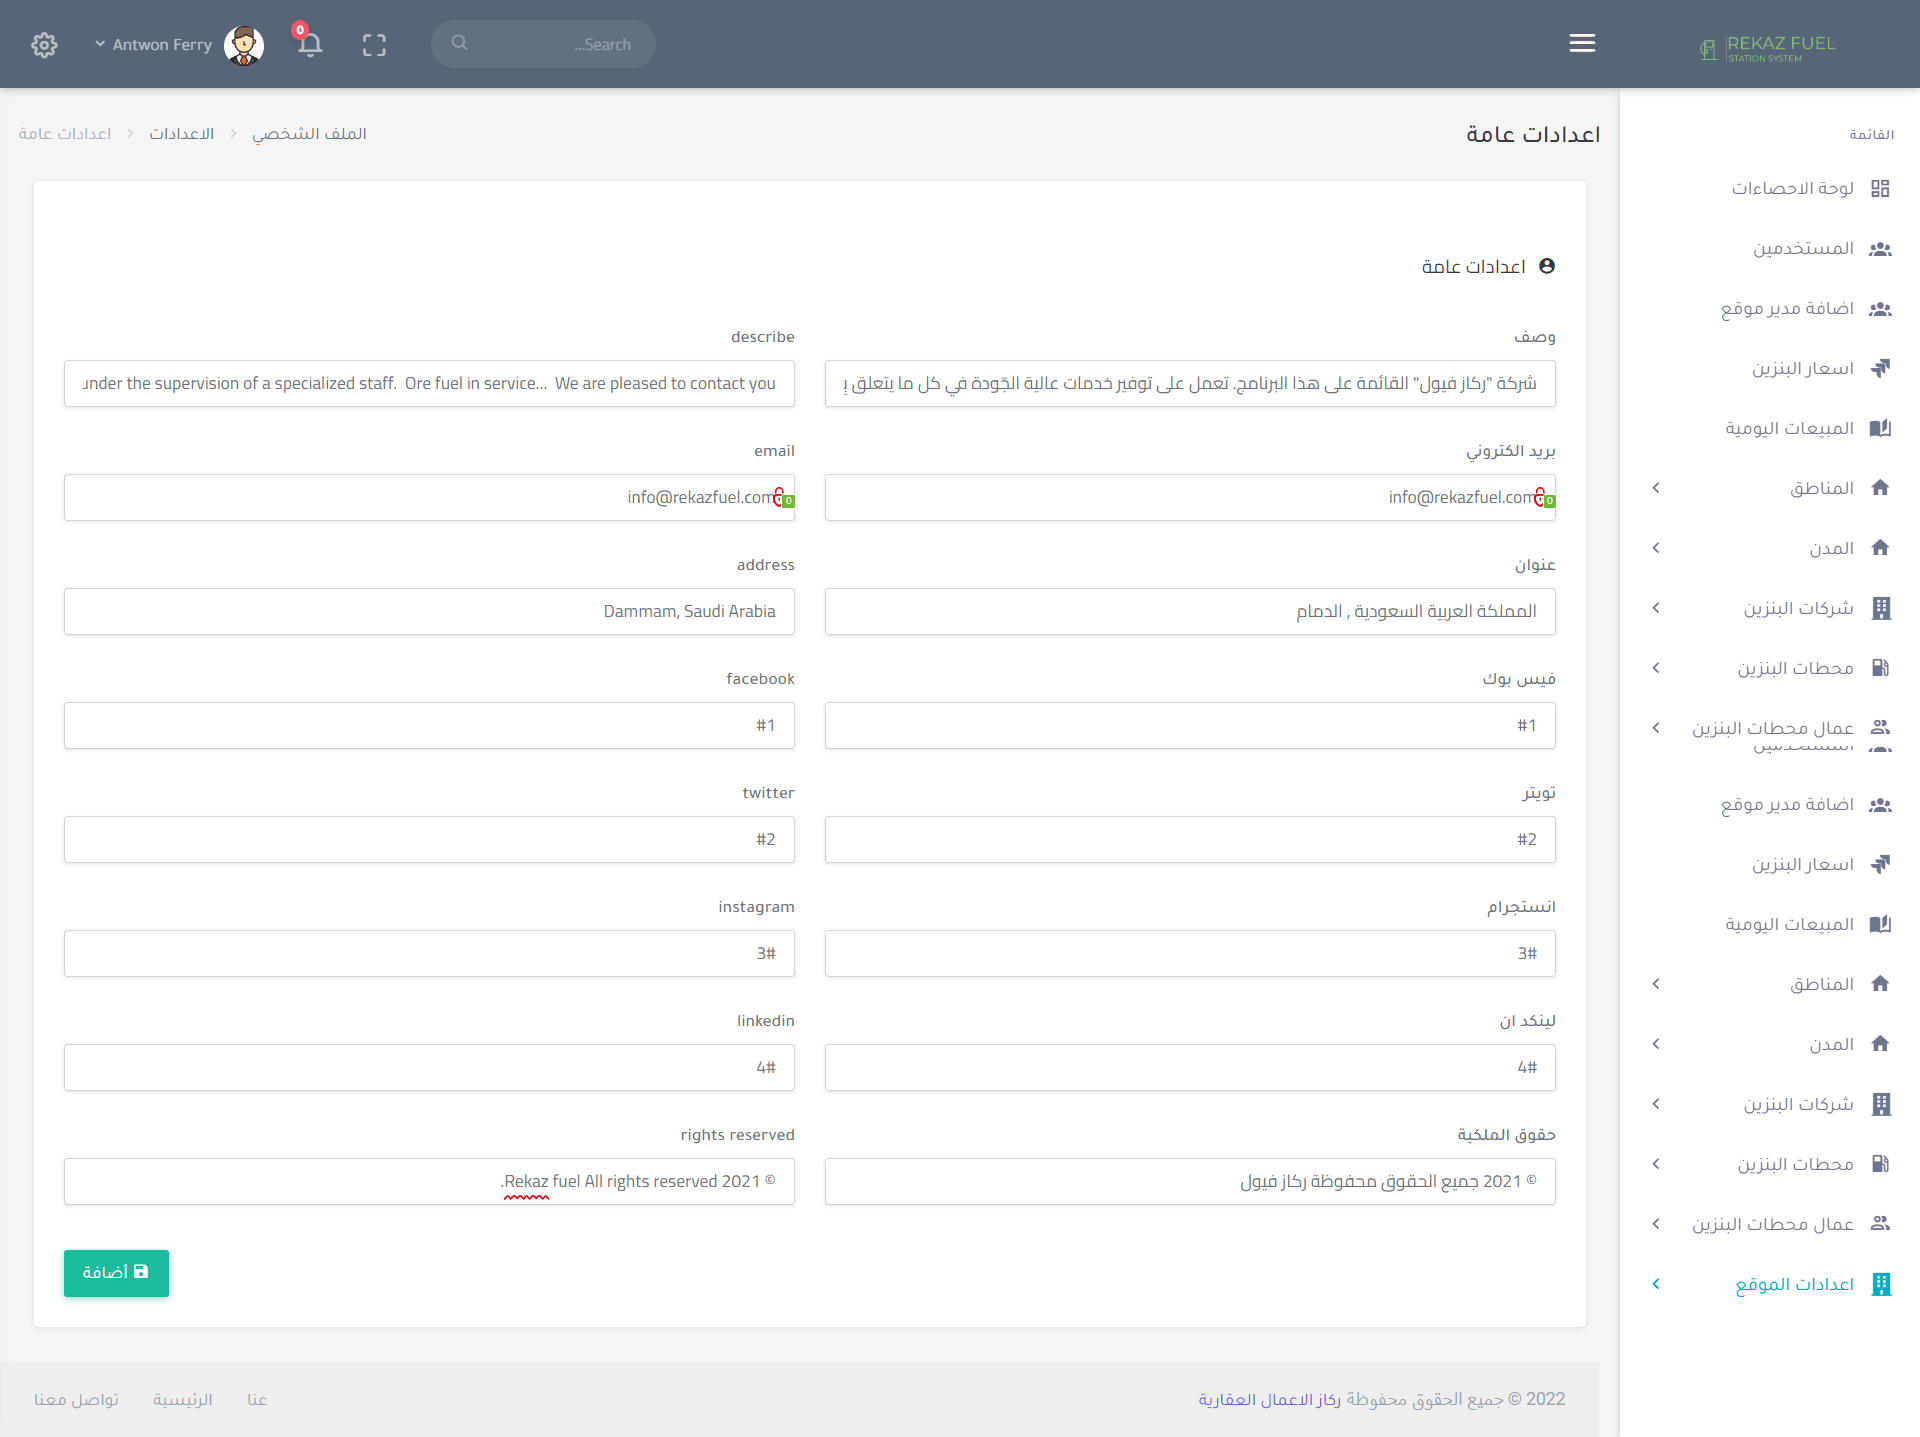 REKAZ FUEL
STATION SYSTEM
Search...
0
Antwon Ferry
القائمة
لوحة الاحصاءات
المستخدمين
اضافة مدير موقع
اسعار البنزين
المبيعات اليومية
المناطق
المدن
شركات البنزين
محطات البنزين
عمال محطات البنزين
المستخدمين
اضافة مدير موقع
اسعار البنزين
المبيعات اليومية
المناطق
المدن
شركات البنزين
محطات البنزين
عمال محطات البنزين
اعدادات الموقع
اعدادات عامة
الملف الشخصي
الاعدادات
اعدادات عامة
اعدادات عامة
وصف
describe
شركة "ركاز فيول" القائمة على هذا البرنامج. تعمل على توفير خدمات عالية الجّودة في كل ما يتعلق
under the supervision of a specialized staff. Ore fuel in service... We are pleased to contact you
بريد الكتروني
email
info@rekazfuel.com
0
info@rekazfuel.com
0
عنوان
address
المملكة العربية السعودية , الدمام
Dammam, Saudi Arabia
فيس بوك
facebook
#1
#1
تويتر
twitter
#2
#2
انستجرام
instagram
3#
3#
لينكد ان
linkedin
4#
4#
حقوق الملكية
rights reserved
© 2021 جميع الحقوق محفوظة ركاز فيول
© 2021 Rekaz fuel All rights reserved.
أضافة
2022 © جميع الحقوق محفوظة ركاز الاعمال العقارية
عنا
الرئيسية
تواصل معنا